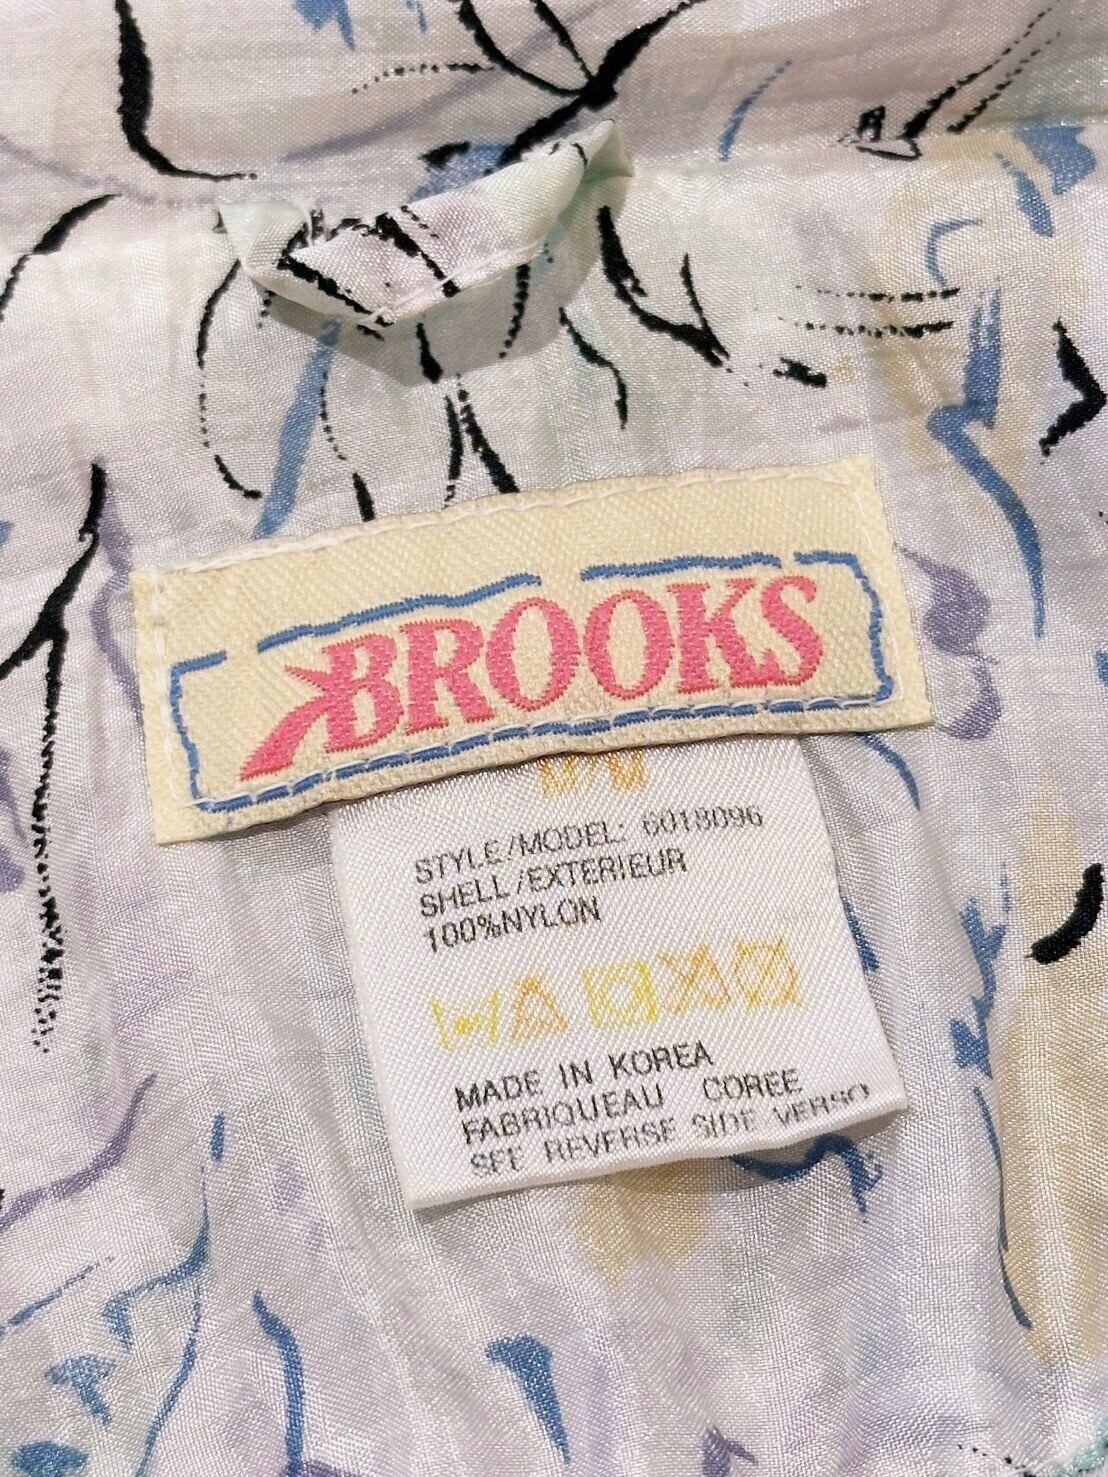 BROOKS
STYLE/MODEL: 6018096
SHELL/EXTERIEUR
100%NYLON
MADE IN KOREA
FABRIQUEAU COREE
SEE REVERSE SIDE VERSO